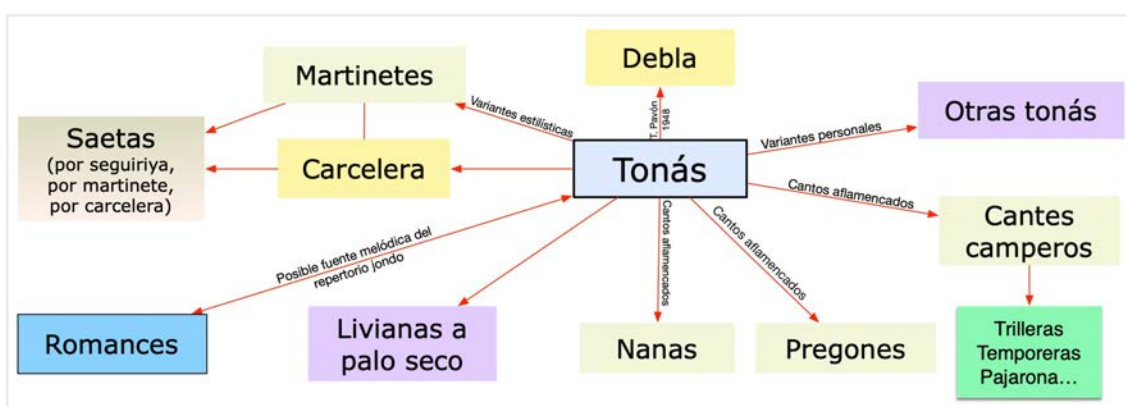 Martinetes
Debla
Otras tonás
Saetas
(por seguiriya,
por martinete,
por carcelera)
Carcelera
Tonás
Variantes estilísticas
T. Pavón
1948
Variantes personales
Cantos aflamencados
Cantes
camperos
Posible fuente melódica del
repertorio jondo
Cantos aflamencados
Cantos aflamencados
Romances
Livianas a
palo seco
Nanas
Pregones
Trilleras
Temporeras
Pajarona...